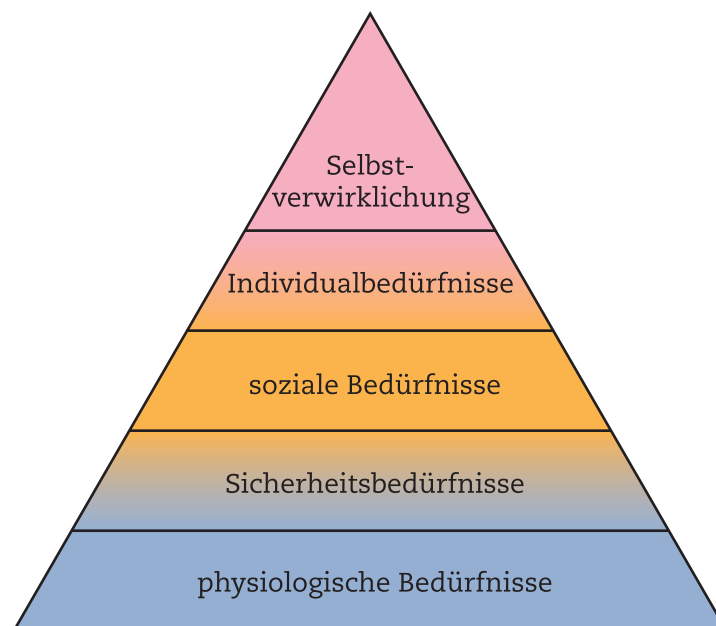 Selbst-
verwirklichung
Individualbedürfnisse
soziale Bedürfnisse
Sicherheitsbedürfnisse
physiologische Bedürfnisse